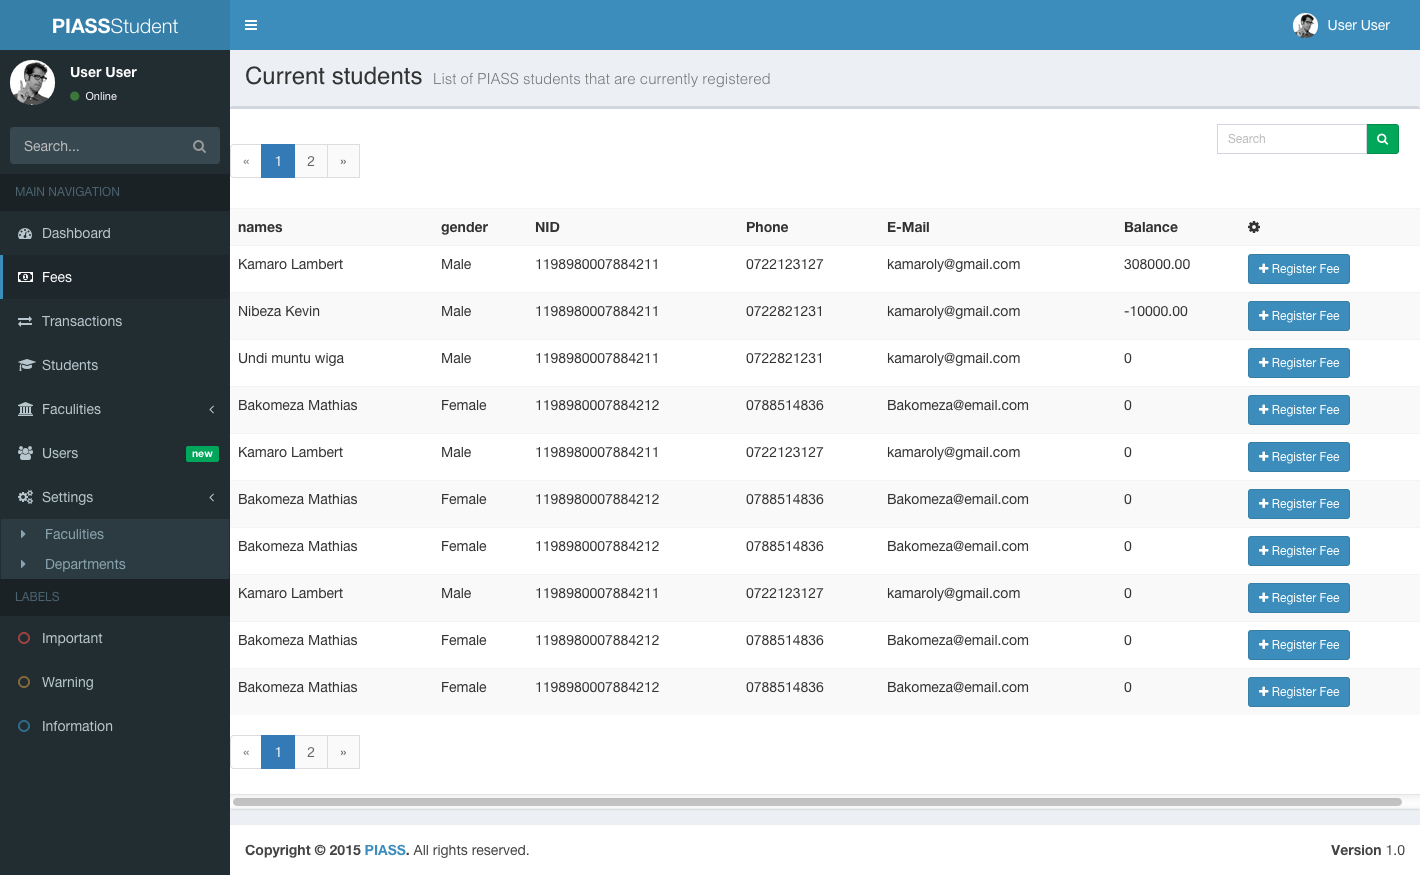 PIASSStudent
User User
User User
Online
Search...
MAIN NAVIGATION
Dashboard
Fees
Transactions
Students
Faculities
Users new
Settings
Faculities
Departments
LABELS
Important
Warning
Information
Current students List of PIASS students that are currently registered
Search
« 1 2 »
names gender NID Phone E-Mail Balance
Kamaro Lambert Male 1198980007884211 0722123127 kamaroly@gmail.com 308000.00 Register Fee
Nibeza Kevin Male 1198980007884211 0722821231 kamaroly@gmail.com -10000.00 Register Fee
Undi muntu wiga Male 1198980007884211 0722821231 kamaroly@gmail.com 0 Register Fee
Bakomeza Mathias Female 1198980007884212 0788514836 Bakomeza@email.com 0 Register Fee
Kamaro Lambert Male 1198980007884211 0722123127 kamaroly@gmail.com 0 Register Fee
Bakomeza Mathias Female 1198980007884212 0788514836 Bakomeza@email.com 0 Register Fee
Bakomeza Mathias Female 1198980007884212 0788514836 Bakomeza@email.com 0 Register Fee
Kamaro Lambert Male 1198980007884211 0722123127 kamaroly@gmail.com 0 Register Fee
Bakomeza Mathias Female 1198980007884212 0788514836 Bakomeza@email.com 0 Register Fee
Bakomeza Mathias Female 1198980007884212 0788514836 Bakomeza@email.com 0 Register Fee
« 1 2 »
Copyright © 2015 PIASS. All rights reserved. Version 1.0